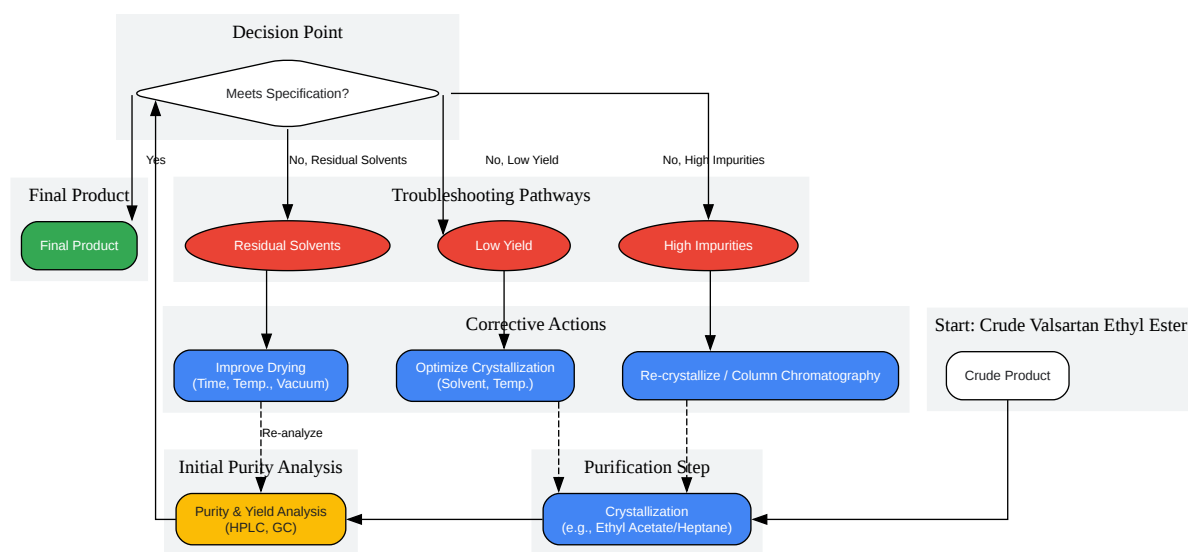 Decision Point
Meets Specification?
Yes
No, Residual Solvents
No, Low Yield
No, High Impurities
Final Product
Final Product
Troubleshooting Pathways
Residual Solvents
Low Yield
High Impurities
Corrective Actions
Improve Drying
(Time, Temp., Vacuum)
Optimize Crystallization
(Solvent, Temp.)
Re-crystallize / Column Chromatography
Start: Crude Valsartan Ethyl Ester
Crude Product
Re-analyze
Initial Purity Analysis
Purity & Yield Analysis
(HPLC, GC)
Purification Step
Crystallization
(e.g., Ethyl Acetate/Heptane)